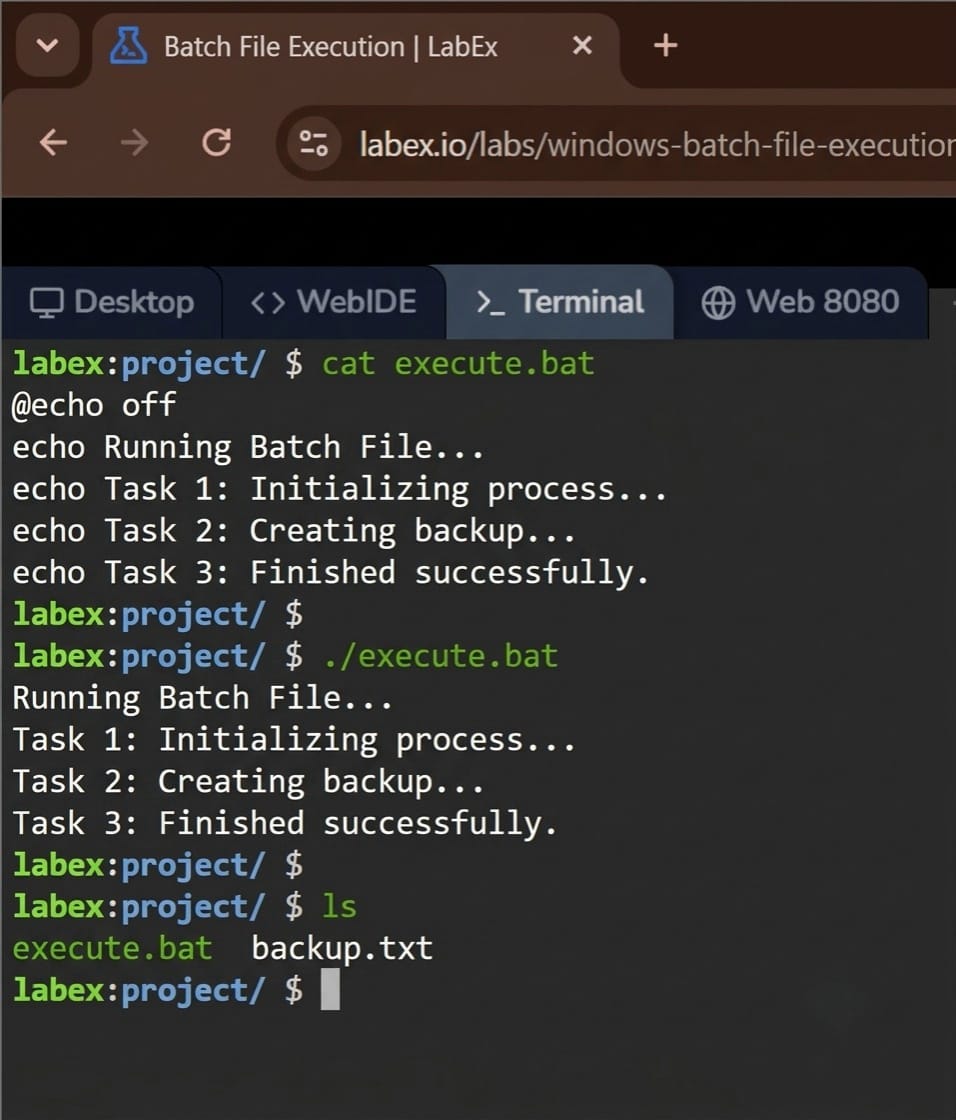 Batch File Execution | LabEx
labex.io/labs/windows-batch-file-execution
Desktop
WebIDE
Terminal
Web 8080
labex:project/ $ cat execute.bat
@echo off
echo Running Batch File...
echo Task 1: Initializing process...
echo Task 2: Creating backup...
echo Task 3: Finished successfully.
labex:project/ $
labex:project/ $ ./execute.bat
Running Batch File...
Task 1: Initializing process...
Task 2: Creating backup...
Task 3: Finished successfully.
labex:project/ $
labex:project/ $ ls
execute.bat backup.txt
labex:project/ $